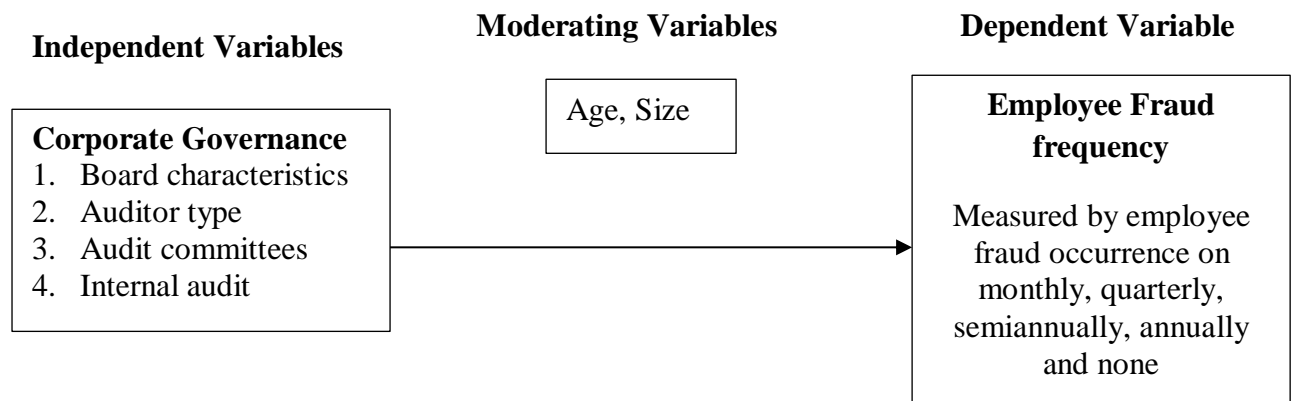 Independent Variables
Moderating Variables
Dependent Variable
Corporate Governance
1. Board characteristics
2. Auditor type
3. Audit committees
4. Internal audit
Age, Size
Employee Fraud
frequency
Measured by employee
fraud occurrence on
monthly, quarterly,
semiannually, annually
and none